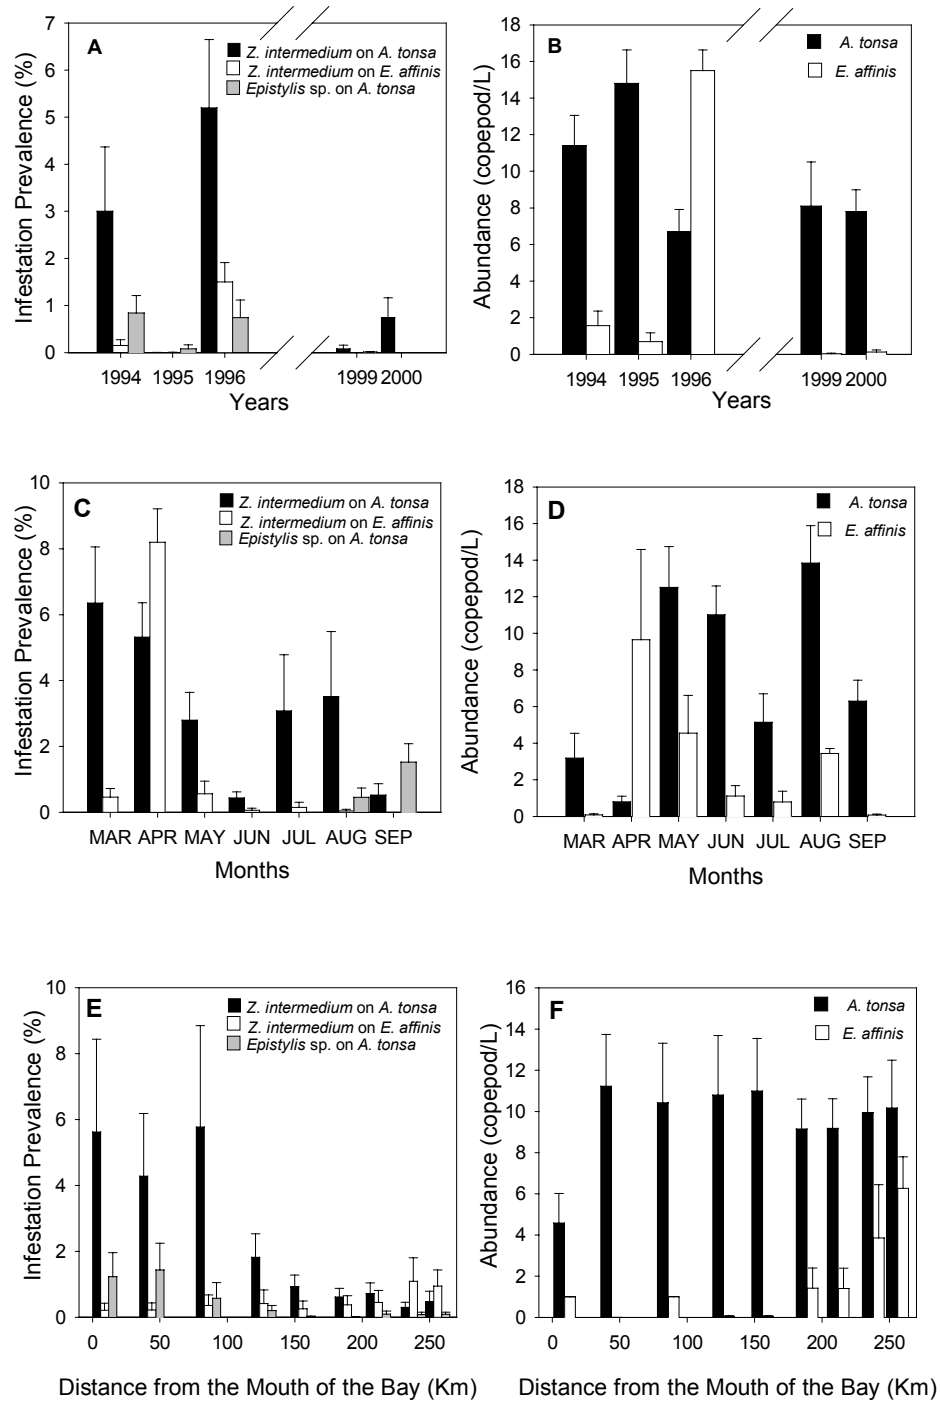 A
Z. intermedium on A. tonsa
Z. intermedium on E. affinis
Epistylis sp. on A. tonsa
Infestation Prevalence (%)
7
6
5
4
3
2
1
0
1994 1995 1996 1999 2000
Years
B
A. tonsa
E. affinis
Abundance (copepod/L)
18
16
14
12
10
8
6
4
2
0
1994 1995 1996 1999 2000
Years
C
Z. intermedium on A. tonsa
Z. intermedium on E. affinis
Epistylis sp. on A. tonsa
Infestation Prevalence (%)
10
8
6
4
2
0
MAR APR MAY JUN JUL AUG SEP
Months
D
A. tonsa
E. affinis
Abundance (copepod/L)
18
16
14
12
10
8
6
4
2
0
MAR APR MAY JUN JUL AUG SEP
Months
E
Z. intermedium on A. tonsa
Z. intermedium on E. affinis
Epistylis sp. on A. tonsa
Infestation Prevalence (%)
10
8
6
4
2
0
0 50 100 150 200 250
Distance from the Mouth of the Bay (Km)
F
A. tonsa
E. affinis
Abundance (copepod/L)
16
14
12
10
8
6
4
2
0
0 50 100 150 200 250
Distance from the Mouth of the Bay (Km)